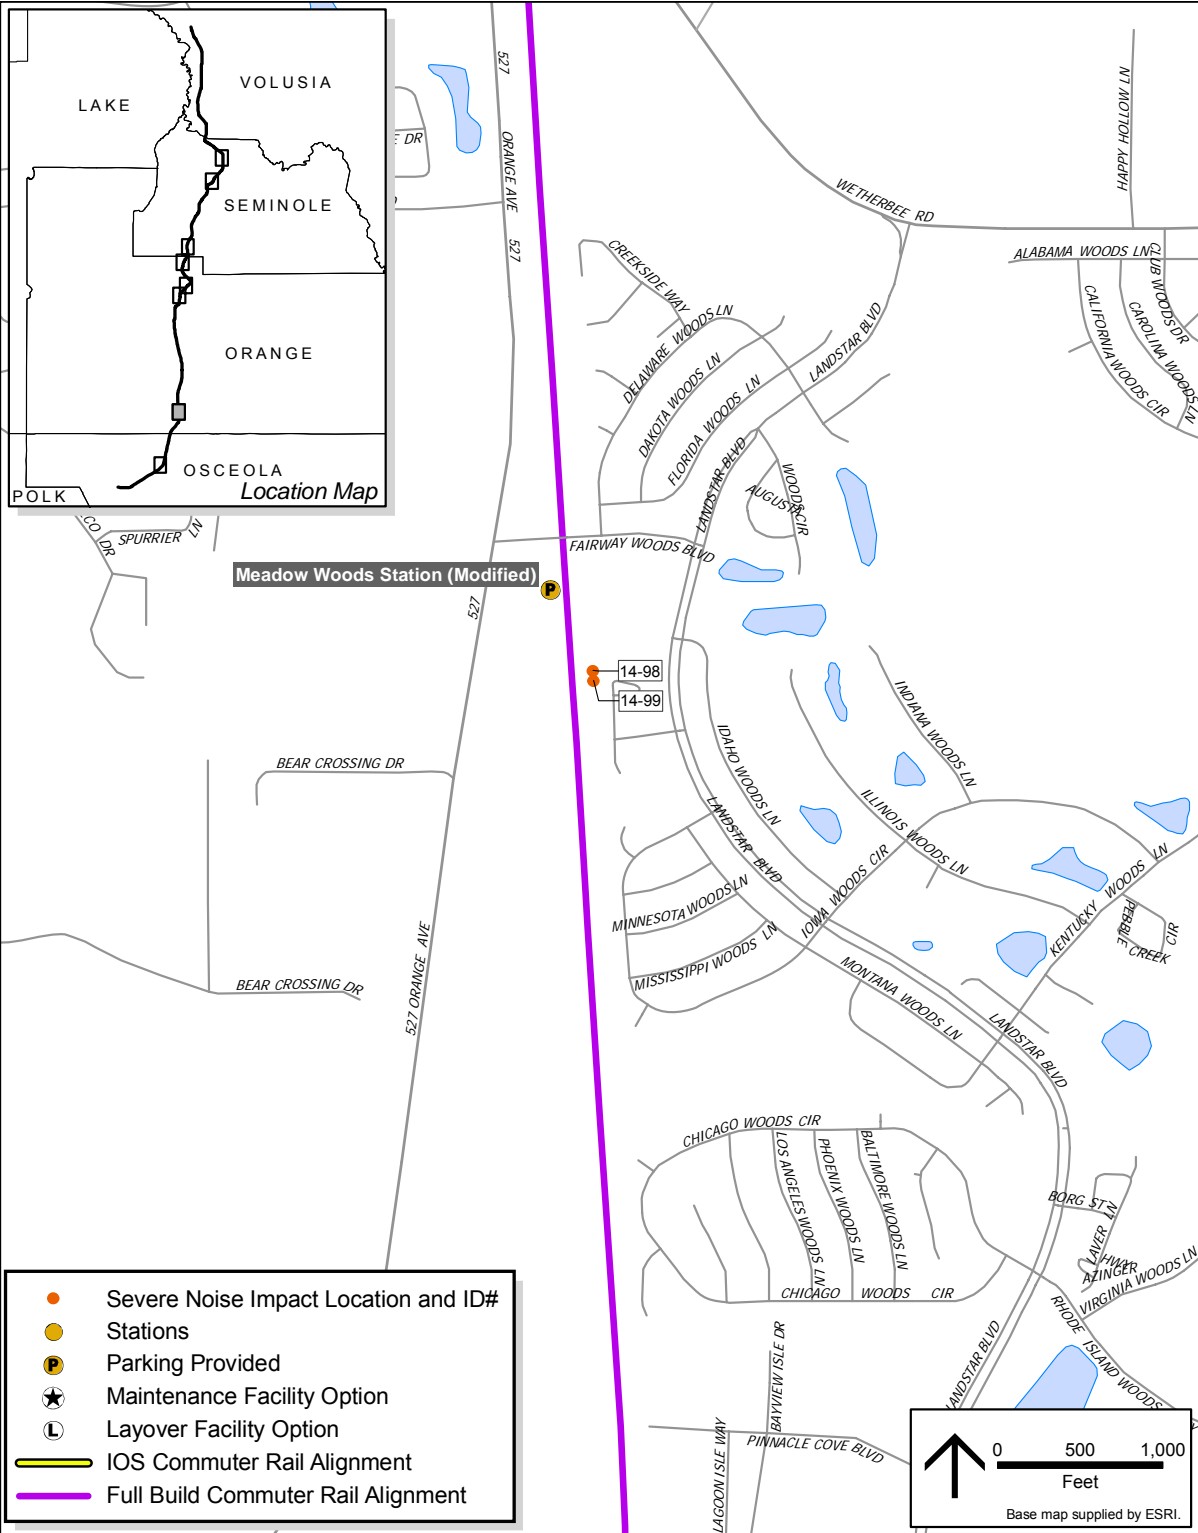 LAKE
VOLUSIA
SEMINOLE
ORANGE
OSCEOLA
POLK
Location Map
527
ORANGE AVE
527
E DR
HAPPY HOLLOW LN
WETHERBEE RD
ALABAMA WOODS LN
CLUB WOODS DR
CALIFORNIA WOODS CIR
CAROLINA WOODS LN
CREEKSIDE WAY
DELAWARE WOODS LN
DAKOTA WOODS LN
FLORIDA WOODS LN
LANDSTAR BLVD
LANDSTAR BLVD
AUGUSTA
WOODS CIR
CO DR
SPURRIER LN
FAIRWAY WOODS BLVD
Meadow Woods Station (Modified)
P
527
14-98
14-99
INDIANA WOODS LN
IDAHO WOODS LN
BEAR CROSSING DR
LANDSTAR BLVD
ILLINOIS WOODS LN
IOWA WOODS CIR
MINNESOTA WOODS LN
MISSISSIPPI WOODS LN
KENTUCKY WOODS LN
PEBBLE
CREEK
CIR
MONTANA WOODS LN
BEAR CROSSING DR
527 ORANGE AVE
LANDSTAR BLVD
CHICAGO WOODS CIR
LOS ANGELES WOODS LN
PHOENIX WOODS LN
BALTIMORE WOODS LN
BORG ST
LAVER LN
HWY
AZINGER
VIRGINIA WOODS LN
CHICAGO WOODS CIR
RHODE ISLAND WOODS
LANDSTAR BLVD
BAYVIEW ISLE DR
LAGOON ISLE WAY
PINNACLE COVE BLVD
Severe Noise Impact Location and ID#
Stations
P Parking Provided
Maintenance Facility Option
L Layover Facility Option
IOS Commuter Rail Alignment
Full Build Commuter Rail Alignment
0 500 1,000
Feet
Base map supplied by ESRI.